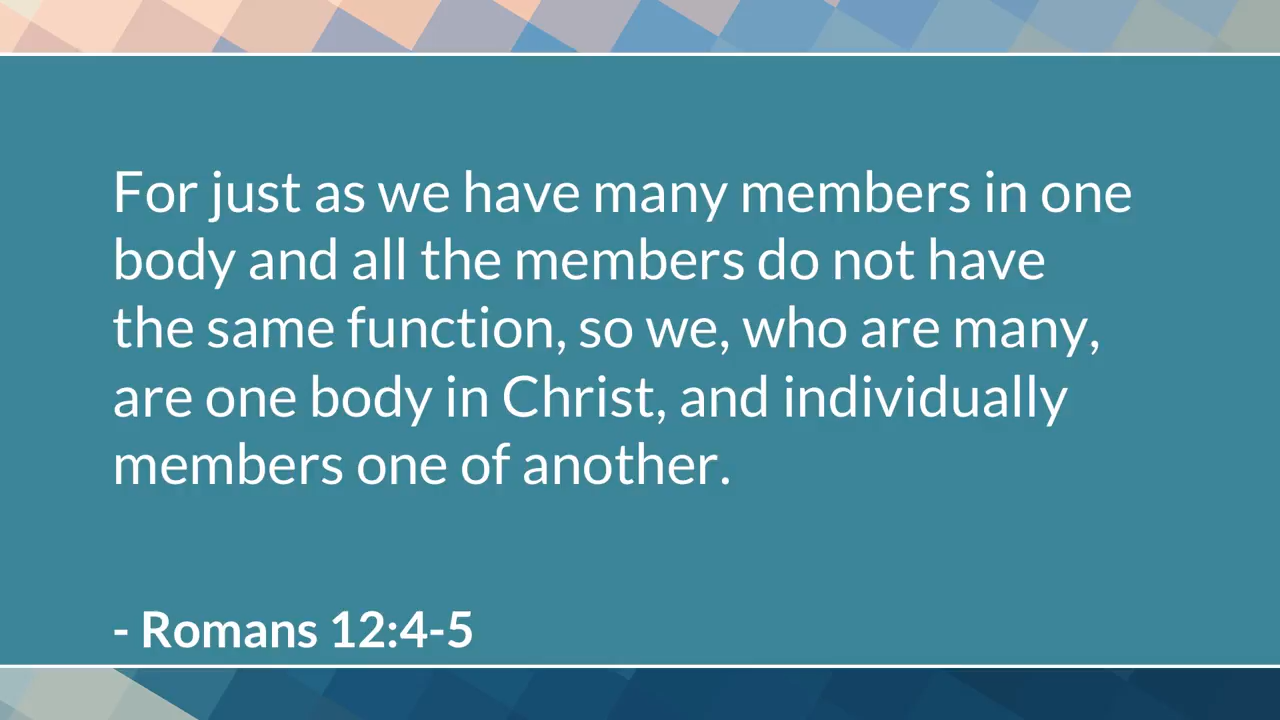 For just as we have many members in one
body and all the members do not have
the same function, so we, who are many,
are one body in Christ, and individually
members one of another.
- Romans 12:4-5